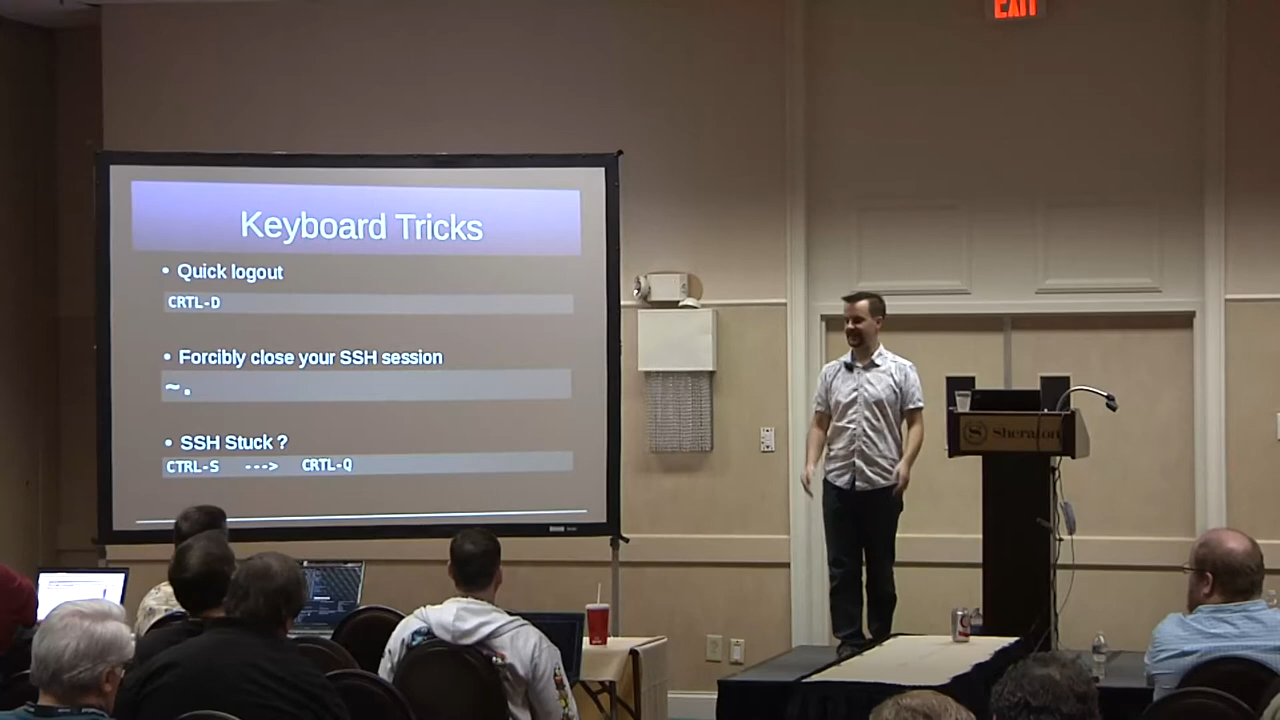 EXIT
Keyboard Tricks
• Quick logout
CRTL-D
• Forcibly close your SSH session
~.
• SSH Stuck ?
CTRL-S ---> CRTL-Q
S Sheraton